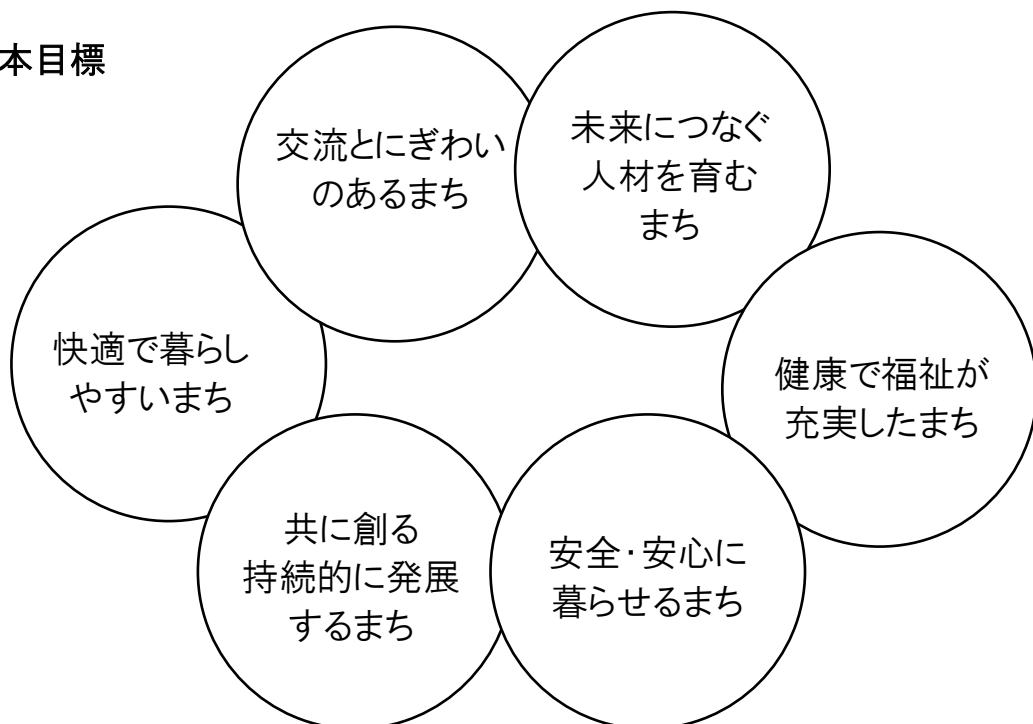 本目標
交流とにぎわい
のあるまち
未来につなぐ
人材を育む
まち
快適で暮らし
やすいまち
健康で福祉が
充実したまち
共に創る
持続的に発展
するまち
安全・安心に
暮らせるまち